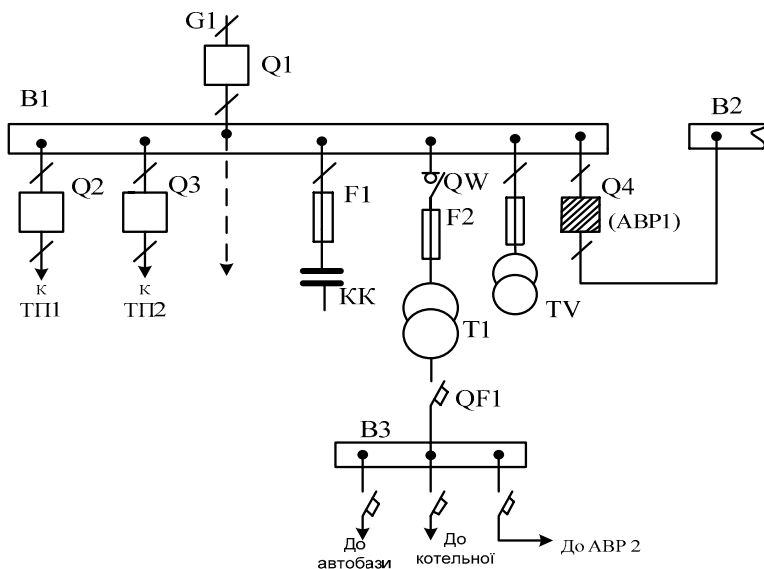 G1
Q1
B1
B2
Q2
Q3
F1
QW
F2
Q4
(АВР1)
к
ТП1
к
ТП2
КК
T1
TV
QF1
B3
До
автобази
До
котельної
До АВР 2